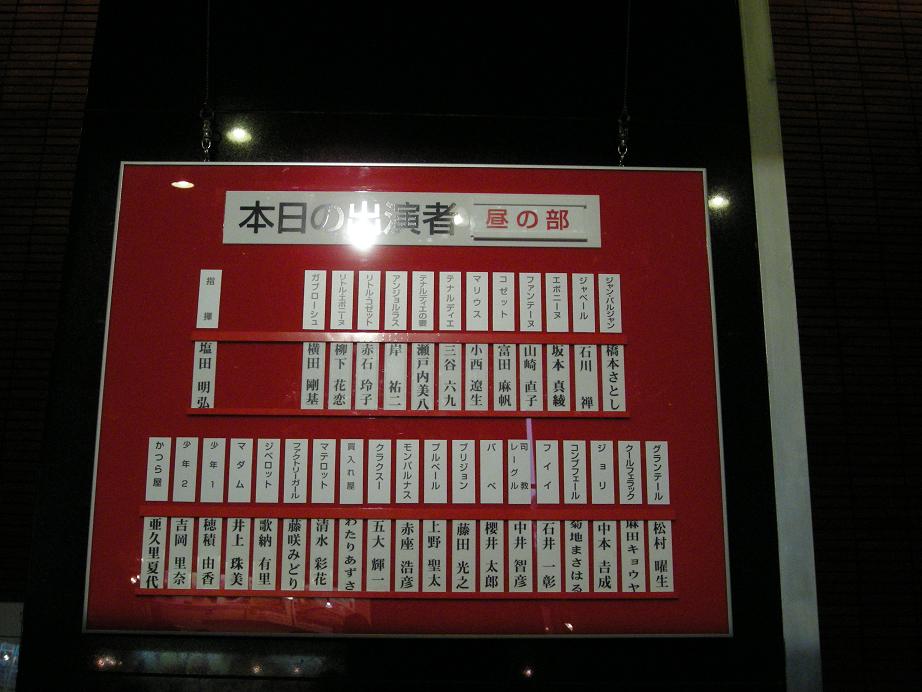 本日の出演者 昼の部
ジャン・バルジャン 橋本さとし
ジャベール 石川 禅
エポニーヌ 坂本 真綾
ファンテーヌ 山崎 直子
コゼット 富田 麻帆
マリウス 小西 遼生
テナルディエ 三谷 六九
テナルディエの妻 瀬戸内美八
アンジョルラス 岸 祐二
リトル・コゼット 赤石 玲子
リトル・エポニーヌ 柳下 花恋
ガブローシュ 横田 剛基
指揮 塩田 明弘
グランテール 松村 曜生
クールフェラック 麻田キョウヤ
ジョリ 中本 吉成
コンブフェール 菊地まさはる
フイイ 石井 一彰
司教 レーグル 中井 智彦
バベ 櫻井 太郎
ブリジョン 藤田 光之
プルベール 上野 聖太
モンパルナス 赤座 浩彦
クラクスー 五大 輝一
買入れ屋 わたりあずさ
マテロット 清水 彩花
ファクトリーガール 藤咲みどり
ジベロット 歌納 有里
マダム 井上 珠美
少年1 穂積 由香
少年2 吉岡 里奈
かつら屋 亜久里夏代